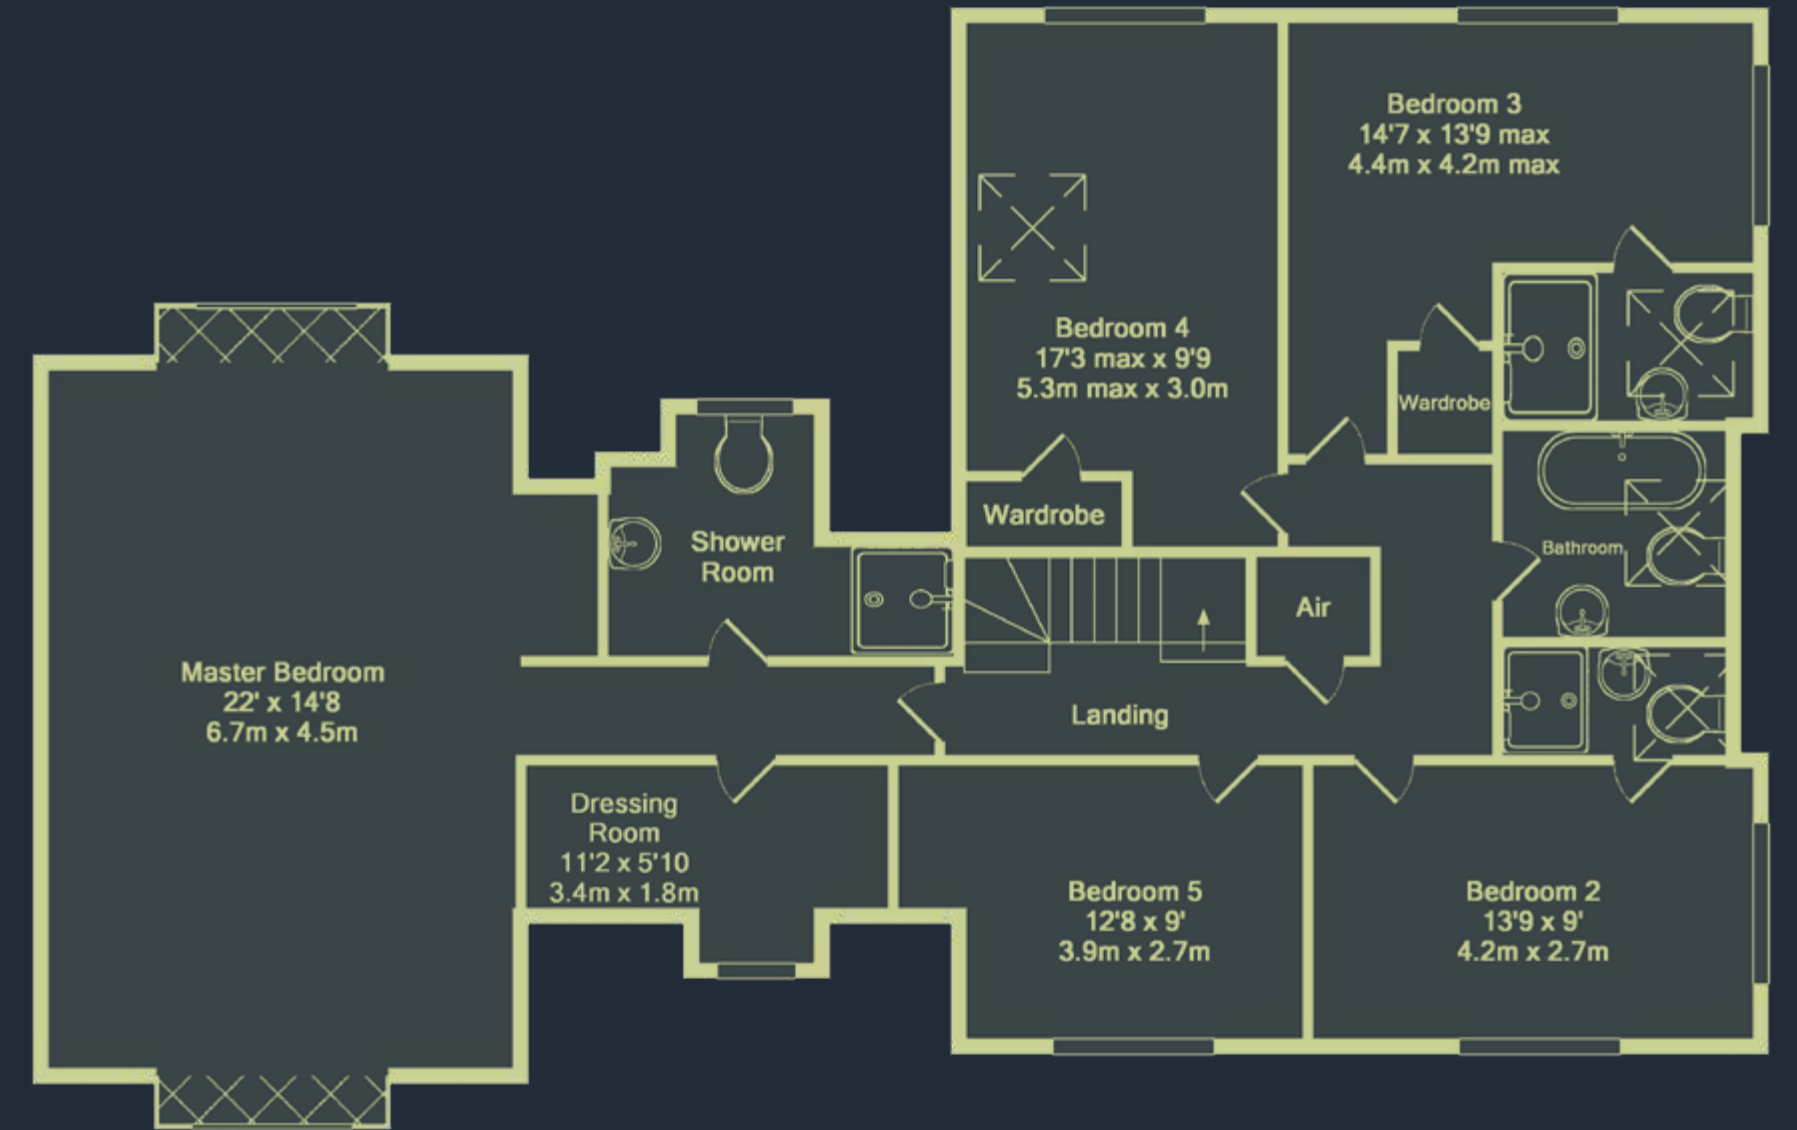 Bedroom 3
14'7 x 13'9 max
4.4m x 4.2m max
Bedroom 4
17'3 max x 9'9
5.3m max x 3.0m
Wardrobe
Wardrobe
Shower
Room
Bathroom
Air
Master Bedroom
22' x 14'8
6.7m x 4.5m
Landing
Dressing
Room
11'2 x 5'10
3.4m x 1.8m
Bedroom 5
12'8 x 9'
3.9m x 2.7m
Bedroom 2
13'9 x 9'
4.2m x 2.7m